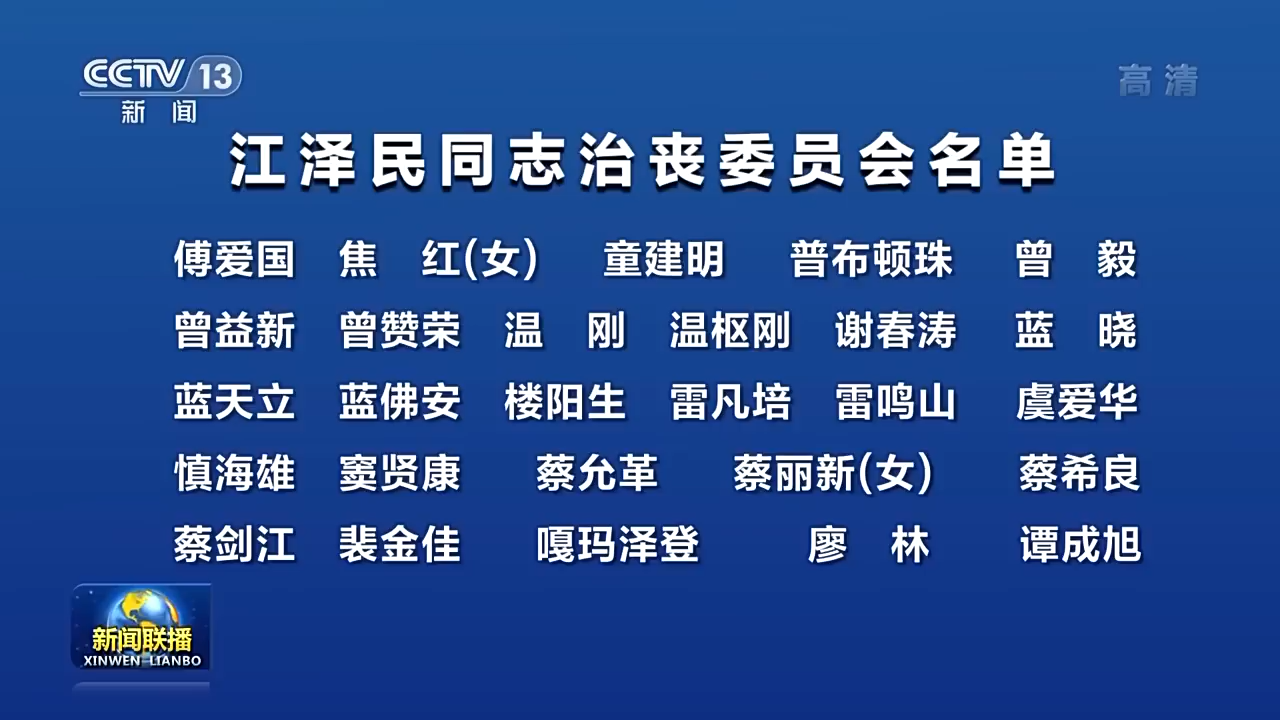 CCTV 13
新闻
高清
江泽民同志治丧委员会名单
傅爱国 焦 红(女) 童建明 普布顿珠 曾 毅
曾益新 曾赞荣 温 刚 温枢刚 谢春涛 蓝 晓
蓝天立 蓝佛安 楼阳生 雷凡培 雷鸣山 虞爱华
慎海雄 窦贤康 蔡允革 蔡丽新(女) 蔡希良
蔡剑江 裴金佳 嘎玛泽登 廖 林 谭成旭
新闻联播
XINWEN LIANBO